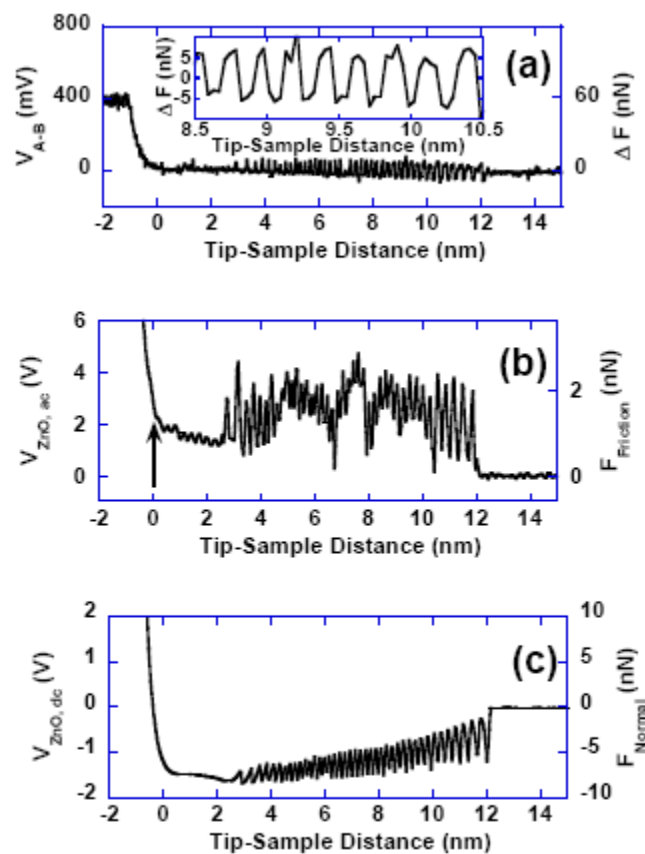 800
400
0
V_A-B (mV)
5
0
-5
Δ F (nN)
8.5 9 9.5 10 10.5
Tip-Sample Distance (nm)
(a)
60
0
Δ F (nN)
-2 0 2 4 6 8 10 12 14
Tip-Sample Distance (nm)
6
4
2
0
V_ZnO, ac (V)
(b)
2
0
F_Friction (nN)
-2 0 2 4 6 8 10 12 14
Tip-Sample Distance (nm)
2
1
0
-1
-2
V_ZnO, dc (V)
(c)
10
5
0
-5
-10
F_Normal (nN)
-2 0 2 4 6 8 10 12 14
Tip-Sample Distance (nm)